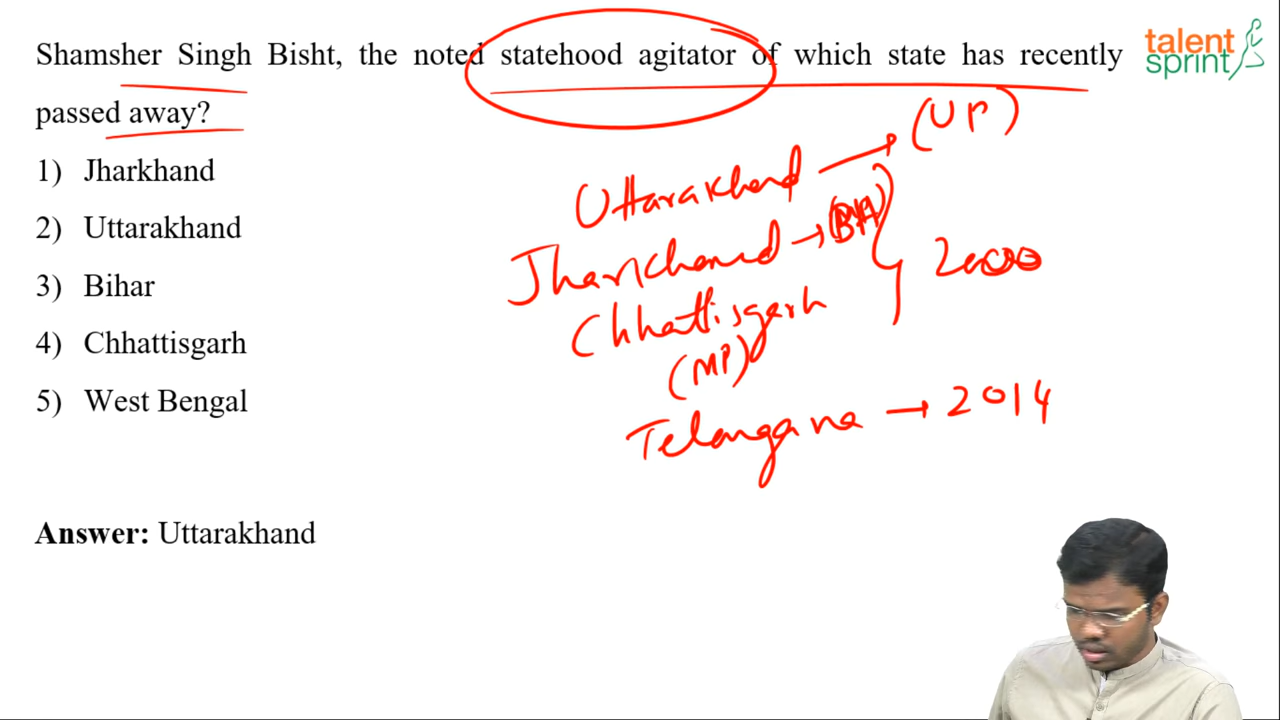 Shamsher Singh Bisht, the noted statehood agitator of which state has recently
passed away?
talent
sprint
1) Jharkhand
2) Uttarakhand
3) Bihar
4) Chhattisgarh
5) West Bengal
Answer: Uttarakhand
Uttarakhand → (UP)
Jharkhand →
Chhattisgarh
(MP)
2000
Telangana → 2014